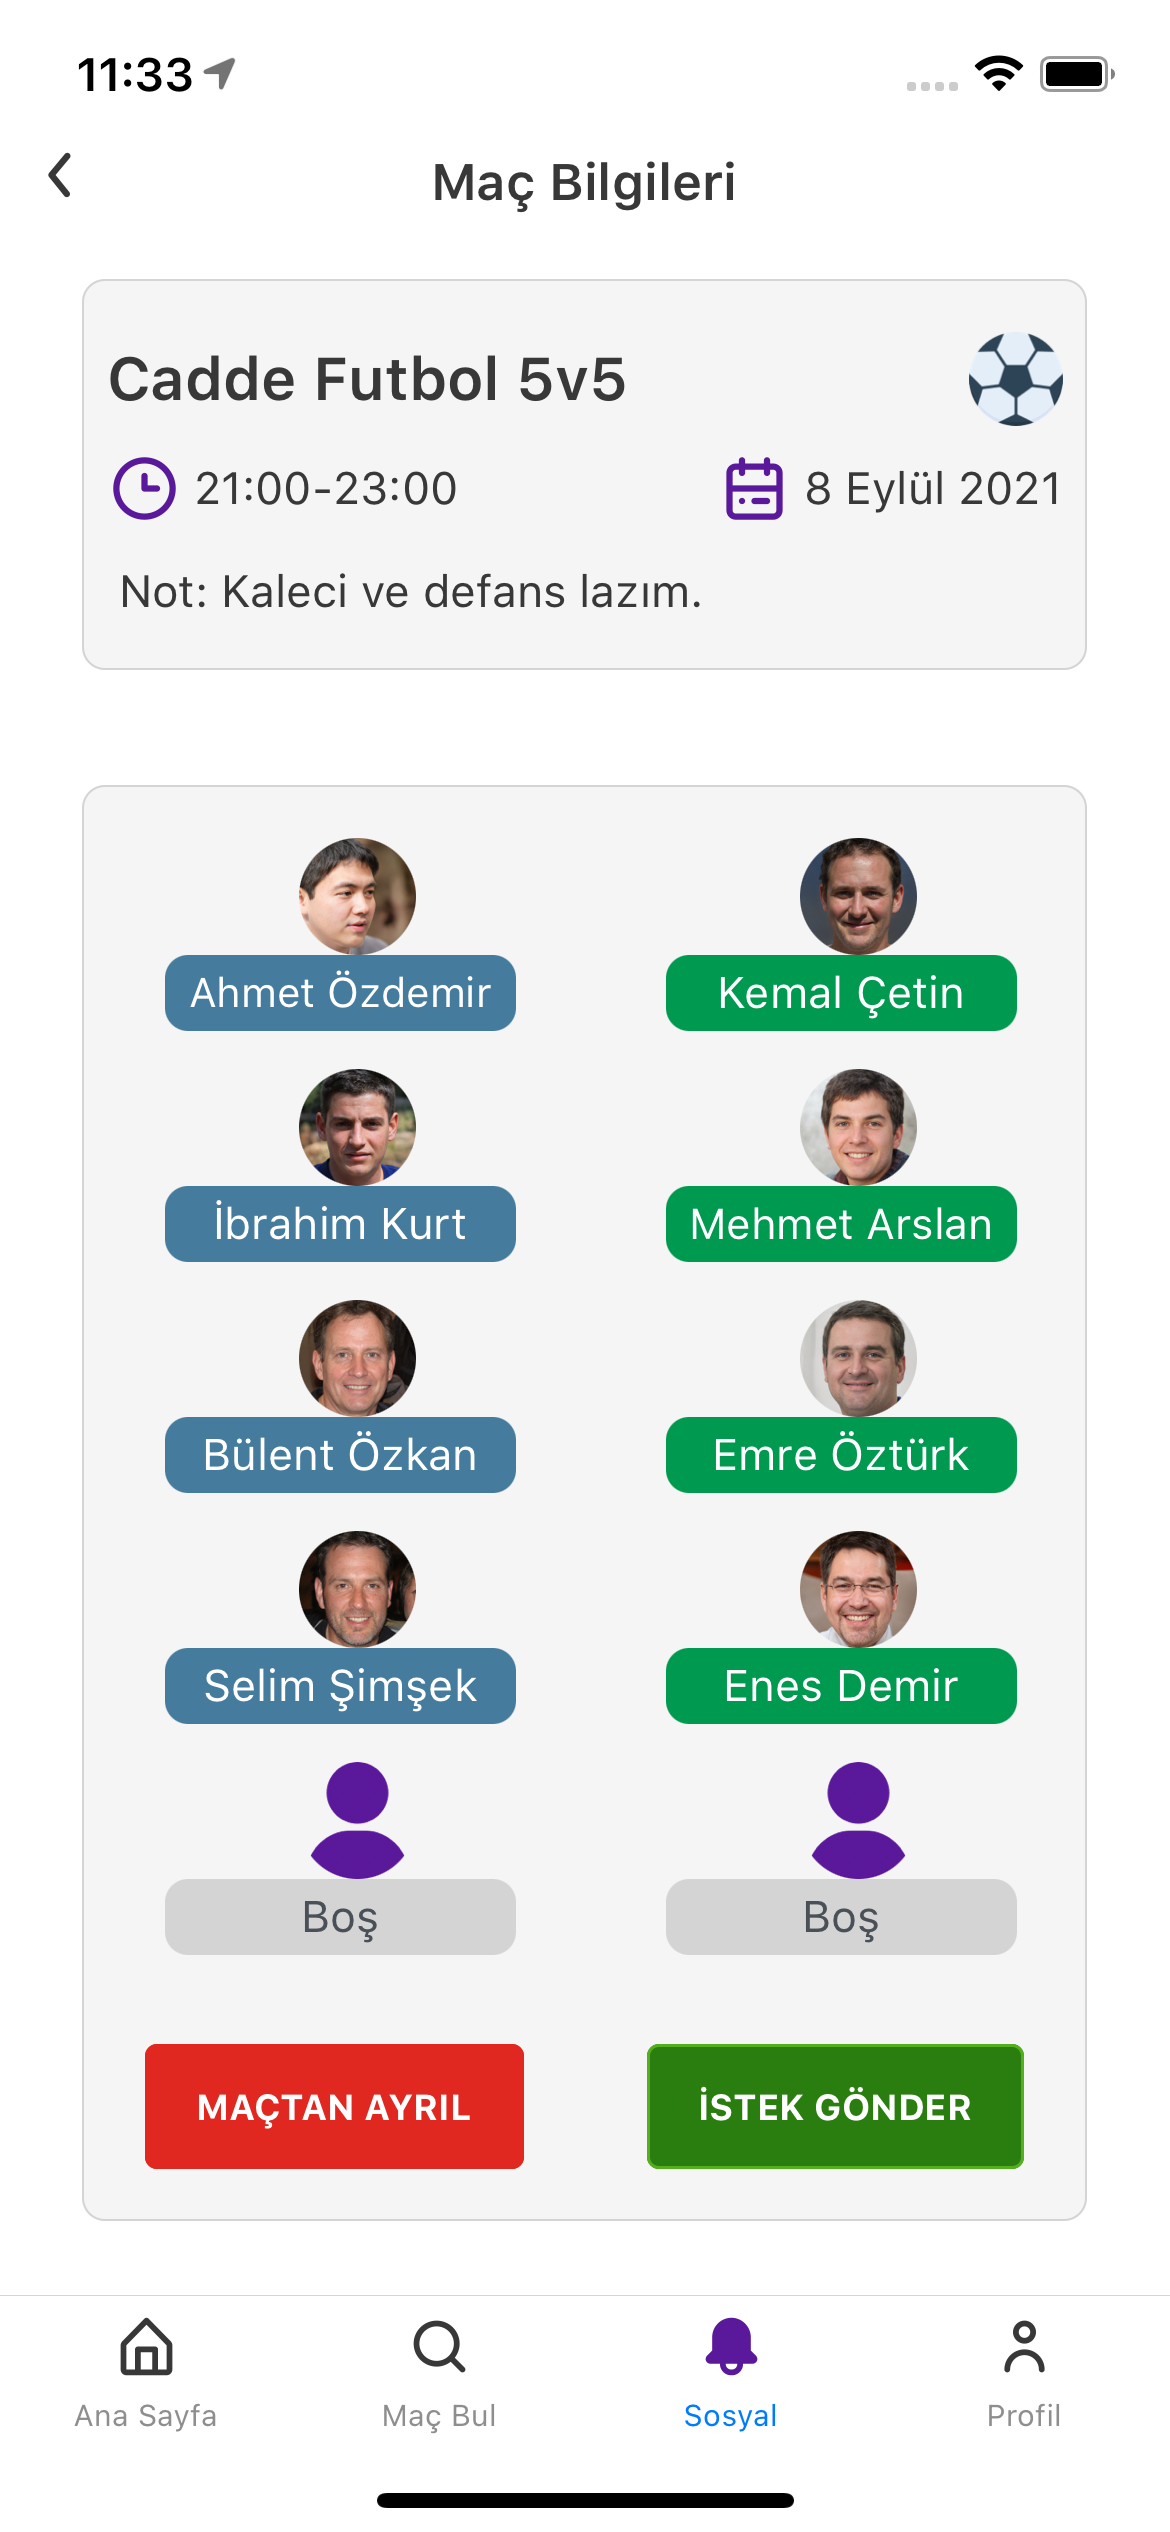 11:33
Maç Bilgileri
Cadde Futbol 5v5
21:00-23:00
8 Eylül 2021
Not: Kaleci ve defans lazım.
Ahmet Özdemir
Kemal Çetin
İbrahim Kurt
Mehmet Arslan
Bülent Özkan
Emre Öztürk
Selim Şimşek
Enes Demir
Boş
Boş
MAÇTAN AYRIL
İSTEK GÖNDER
Ana Sayfa
Maç Bul
Sosyal
Profil